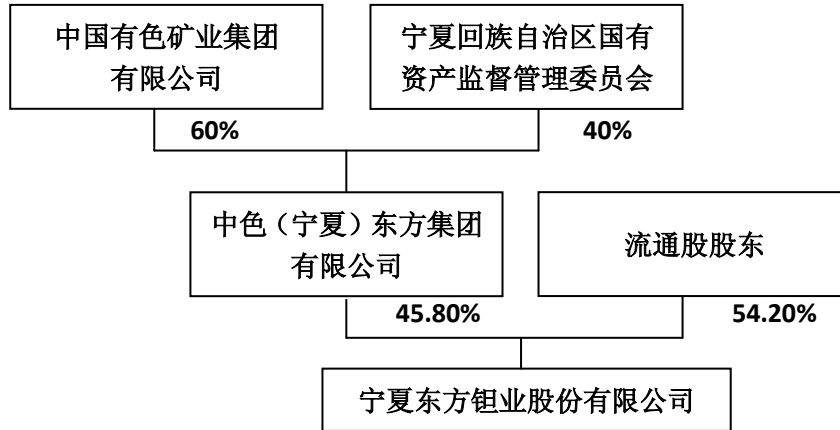 中国有色矿业集团
有限公司
宁夏回族自治区国有
资产监督管理委员会
60%
40%
中色（宁夏）东方集团
有限公司
流通股股东
45.80%
54.20%
宁夏东方钽业股份有限公司